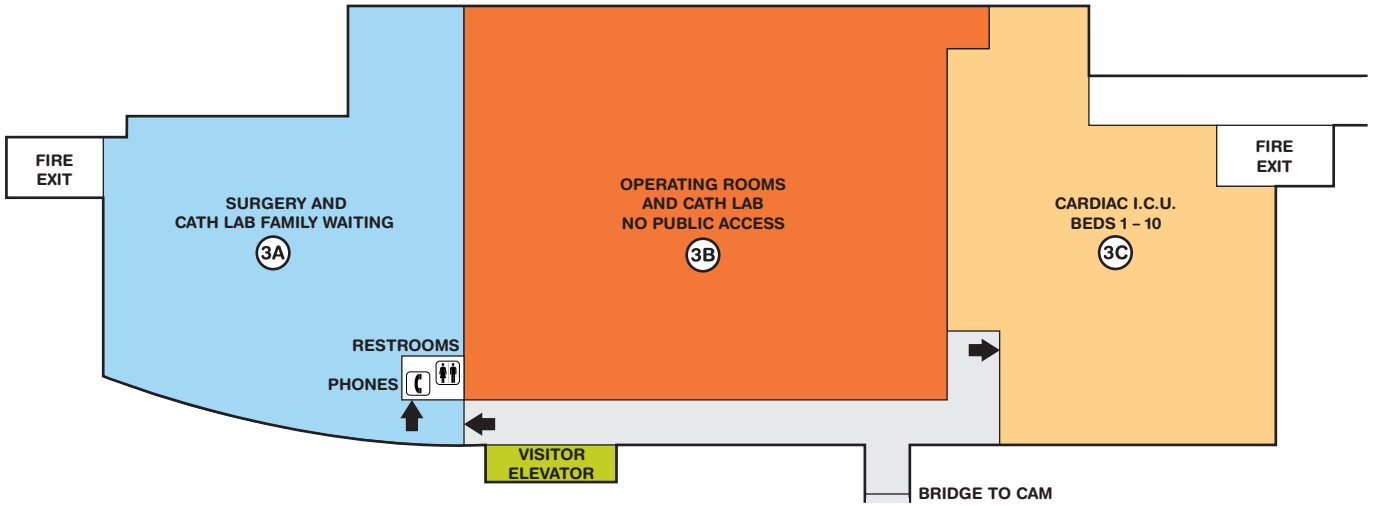 FIRE
EXIT
SURGERY AND
CATH LAB FAMILY WAITING
3A
OPERATING ROOMS
AND CATH LAB
NO PUBLIC ACCESS
3B
CARDIAC I.C.U.
BEDS 1 – 10
3C
FIRE
EXIT
RESTROOMS
PHONES
VISITOR
ELEVATOR
BRIDGE TO CAM